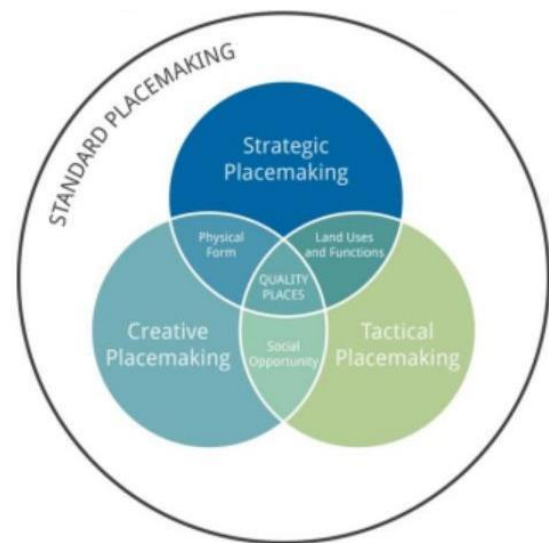 STANDARD PLACEMAKING
Strategic
Placemaking
Physical
Form
Land Uses
and Functions
QUALITY
PLACES
Creative
Placemaking
Social
Opportunity
Tactical
Placemaking